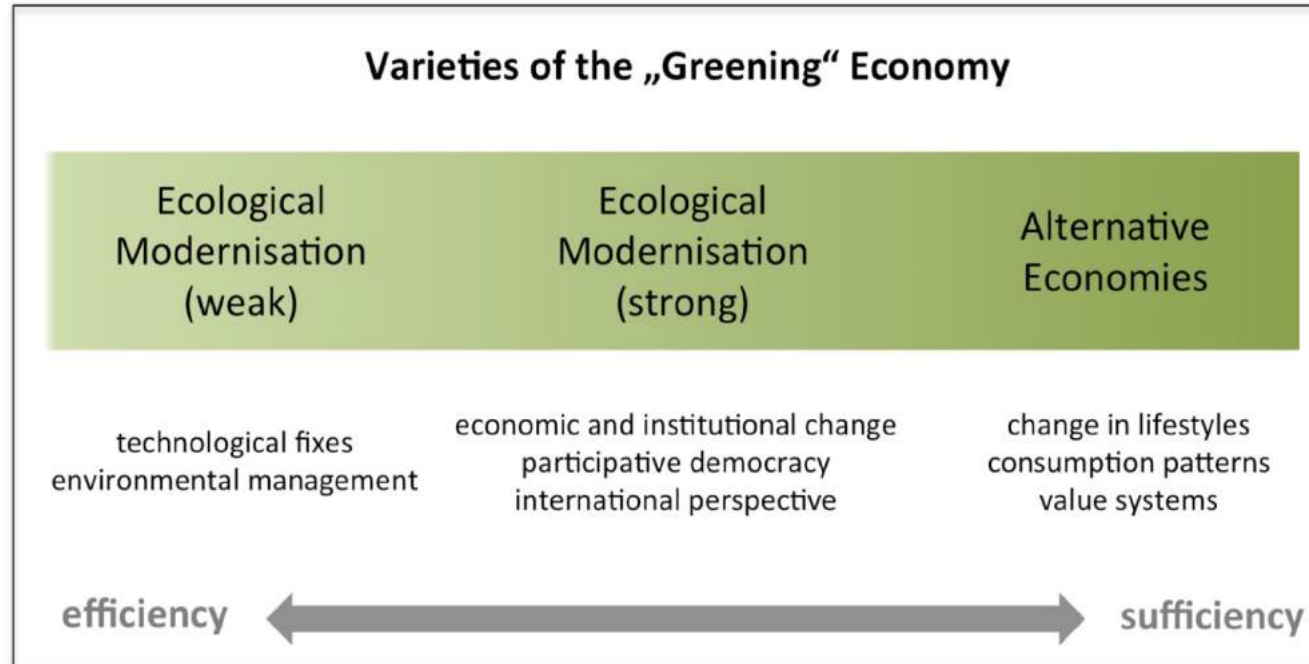 Varieties of the „Greening“ Economy
Ecological
Modernisation
(weak)
Ecological
Modernisation
(strong)
Alternative
Economies
technological fixes
environmental management
economic and institutional change
participative democracy
international perspective
change in lifestyles
consumption patterns
value systems
efficiency
sufficiency